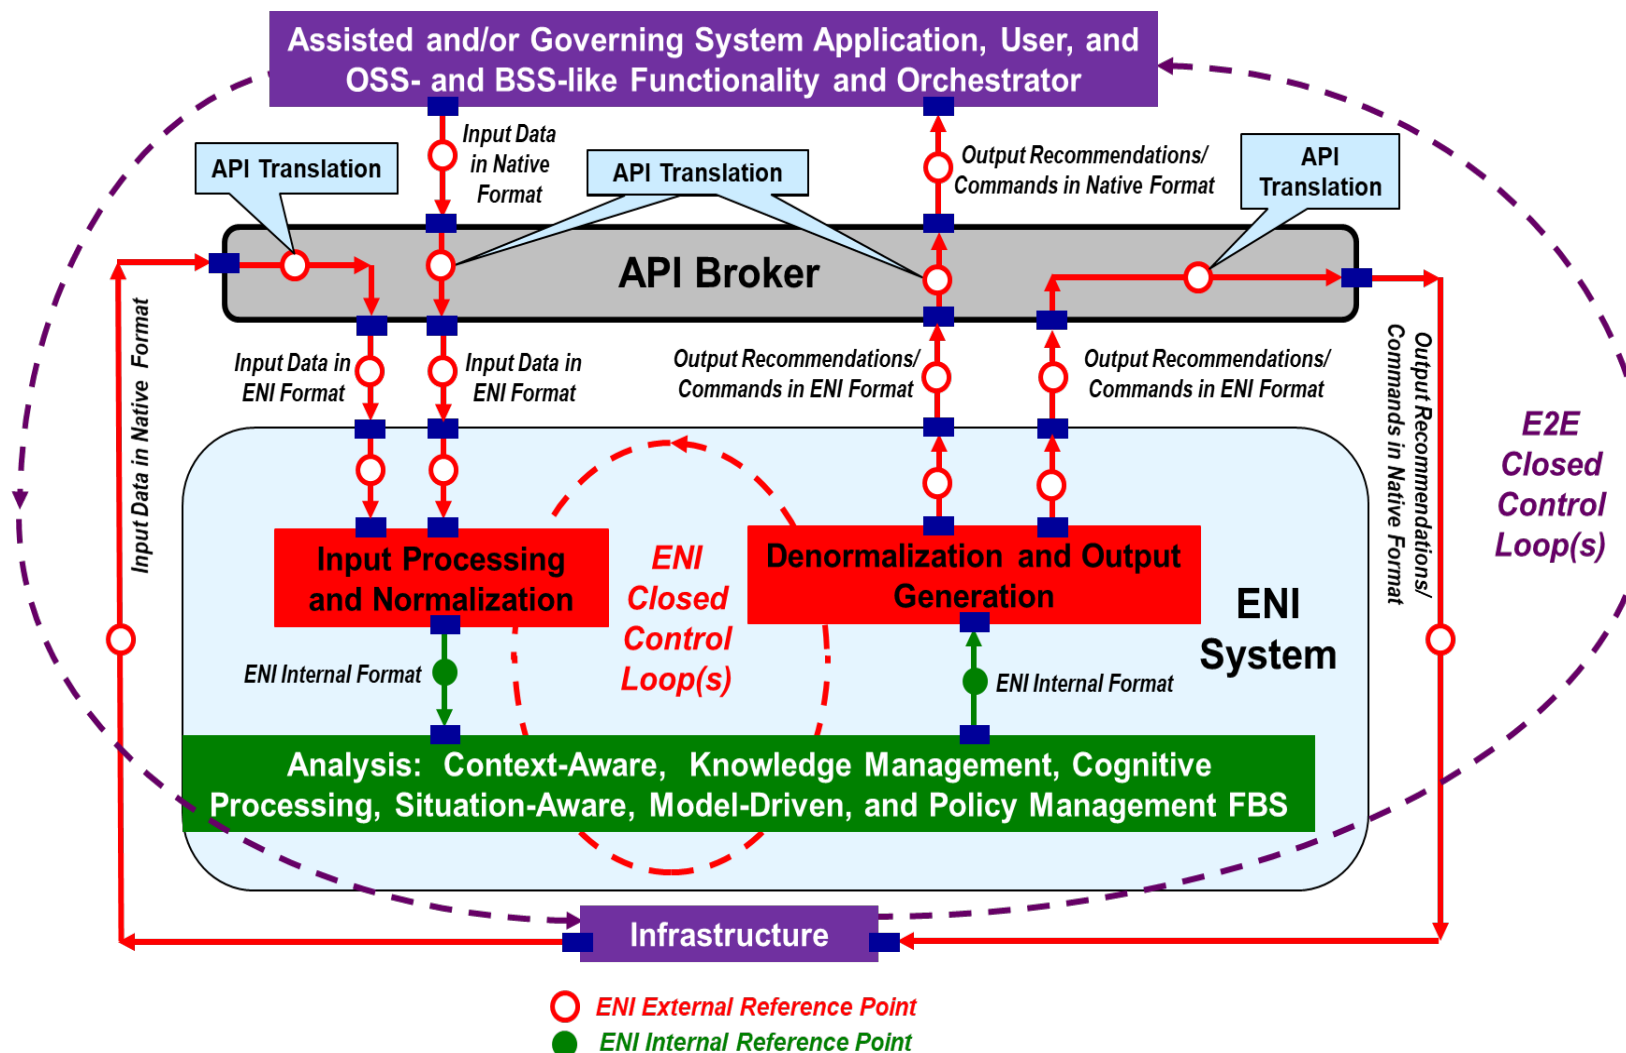 Assisted and/or Governing System Application, User, and
OSS- and BSS-like Functionality and Orchestrator
Input Data
in Native
Format
API Translation
API Translation
Output Recommendations/
Commands in Native Format
API
Translation
API Broker
Input Data in Native Format
Input Data in
ENI Format
Input Data in
ENI Format
Output Recommendations/
Commands in ENI Format
Output Recommendations/
Commands in ENI Format
Output Recommendations/
Commands in Native Format
E2E
Closed
Control
Loop(s)
Input Processing
and Normalization
ENI
Closed
Control
Loop(s)
Denormalization and Output
Generation
ENI
System
ENI Internal Format
ENI Internal Format
Analysis: Context-Aware, Knowledge Management, Cognitive
Processing, Situation-Aware, Model-Driven, and Policy Management FBS
Infrastructure
ENI External Reference Point
ENI Internal Reference Point